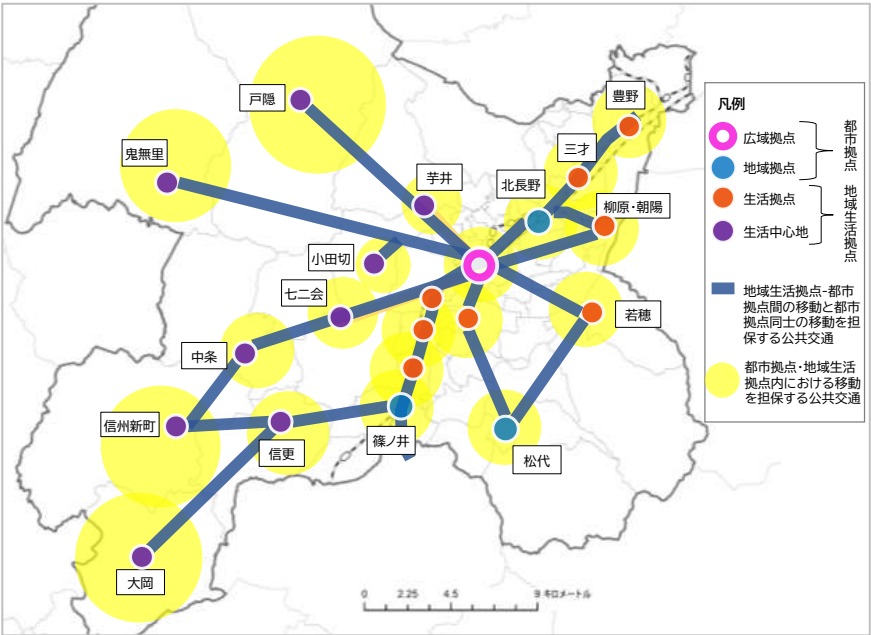 豊野
戸隠
三才
鬼無里
芋井
北長野
柳原・朝陽
小田切
七二会
若穂
中条
信州新町
篠ノ井
信更
松代
大岡
0 2.25 4.5 9 キロメートル
凡例
広域拠点
地域拠点
都市拠点
生活拠点
生活中心地
地域生活拠点
地域生活拠点-都市
拠点間の移動と都市
拠点同士の移動を担
保する公共交通
都市拠点・地域生活
拠点内における移動
を担保する公共交通